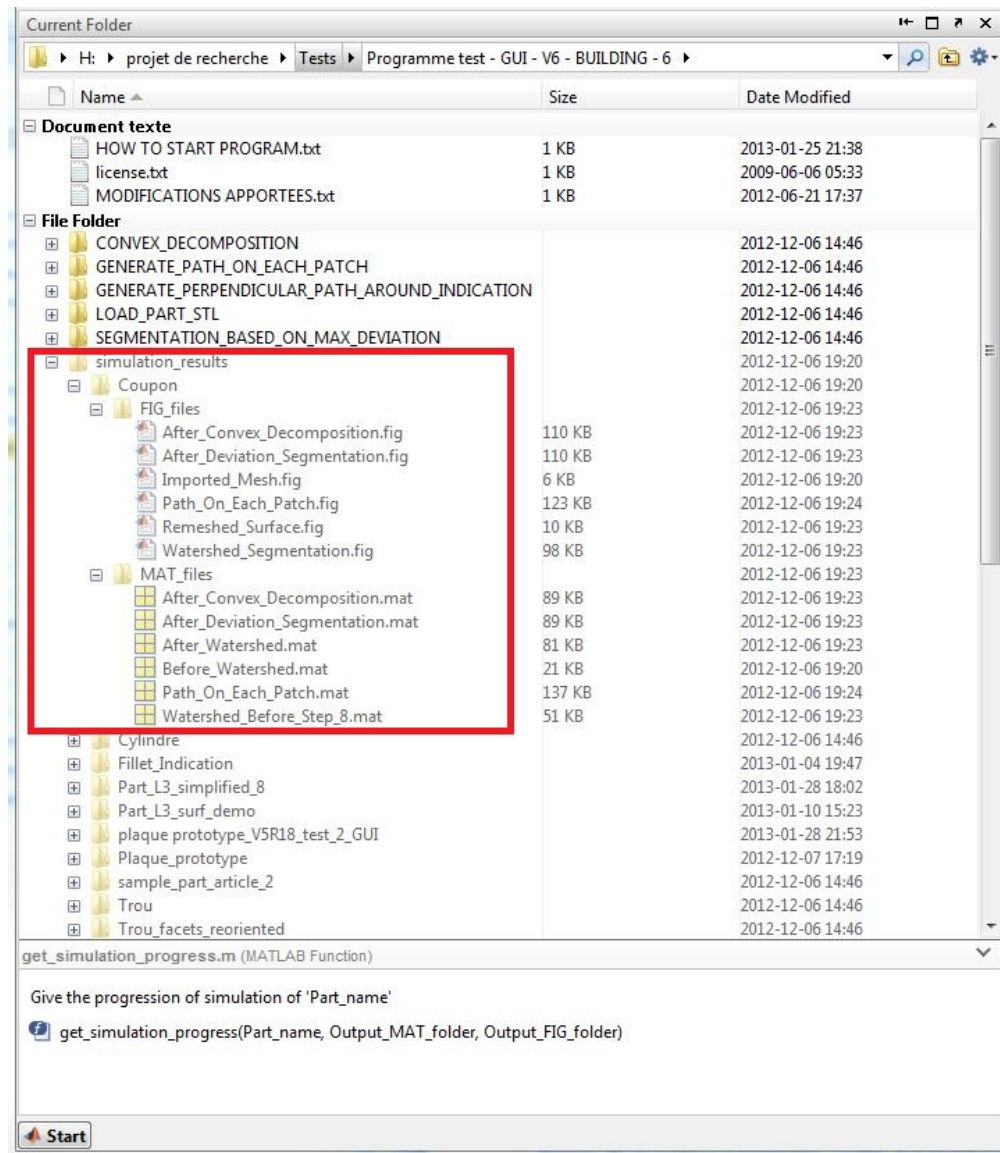 Current Folder
H: projet de recherche Tests Programme test - GUI - V6 - BUILDING - 6
Name Size Date Modified
Document texte
HOW TO START PROGRAM.txt 1 KB 2013-01-25 21:38
license.txt 1 KB 2009-06-06 05:33
MODIFICATIONS APPORTEES.txt 1 KB 2012-06-21 17:37
File Folder
CONVEX_DECOMPOSITION 2012-12-06 14:46
GENERATE_PATH_ON_EACH_PATCH 2012-12-06 14:46
GENERATE_PERPENDICULAR_PATH_AROUND_INDICATION 2012-12-06 14:46
LOAD_PART_STL 2012-12-06 14:46
SEGMENTATION_BASED_ON_MAX_DEVIATION 2012-12-06 14:46
simulation_results 2012-12-06 19:20
Coupon 2012-12-06 19:20
FIG_files 2012-12-06 19:23
After_Convex_Decomposition.fig 110 KB 2012-12-06 19:23
After_Deviation_Segmentation.fig 110 KB 2012-12-06 19:23
Imported_Mesh.fig 6 KB 2012-12-06 19:20
Path_On_Each_Patch.fig 123 KB 2012-12-06 19:24
Remeshed_Surface.fig 10 KB 2012-12-06 19:23
Watershed_Segmentation.fig 98 KB 2012-12-06 19:23
MAT_files 2012-12-06 19:23
After_Convex_Decomposition.mat 89 KB 2012-12-06 19:23
After_Deviation_Segmentation.mat 89 KB 2012-12-06 19:23
After_Watershed.mat 81 KB 2012-12-06 19:23
Before_Watershed.mat 21 KB 2012-12-06 19:20
Path_On_Each_Patch.mat 137 KB 2012-12-06 19:24
Watershed_Before_Step_8.mat 51 KB 2012-12-06 19:23
Cylindre 2012-12-06 14:46
Fillet_Indication 2013-01-04 19:47
Part_L3_simplified_8 2013-01-28 18:02
Part_L3_surf_demo 2013-01-10 15:23
plaque prototype_V5R18_test_2_GUI 2013-01-28 21:53
Plaque_prototype 2012-12-07 17:19
sample_part_article_2 2012-12-06 14:46
Trou 2012-12-06 14:46
Trou_facets_reoriented 2012-12-06 14:46
get_simulation_progress.m (MATLAB Function)
Give the progression of simulation of 'Part_name'
get_simulation_progress(Part_name, Output_MAT_folder, Output_FIG_folder)
Start